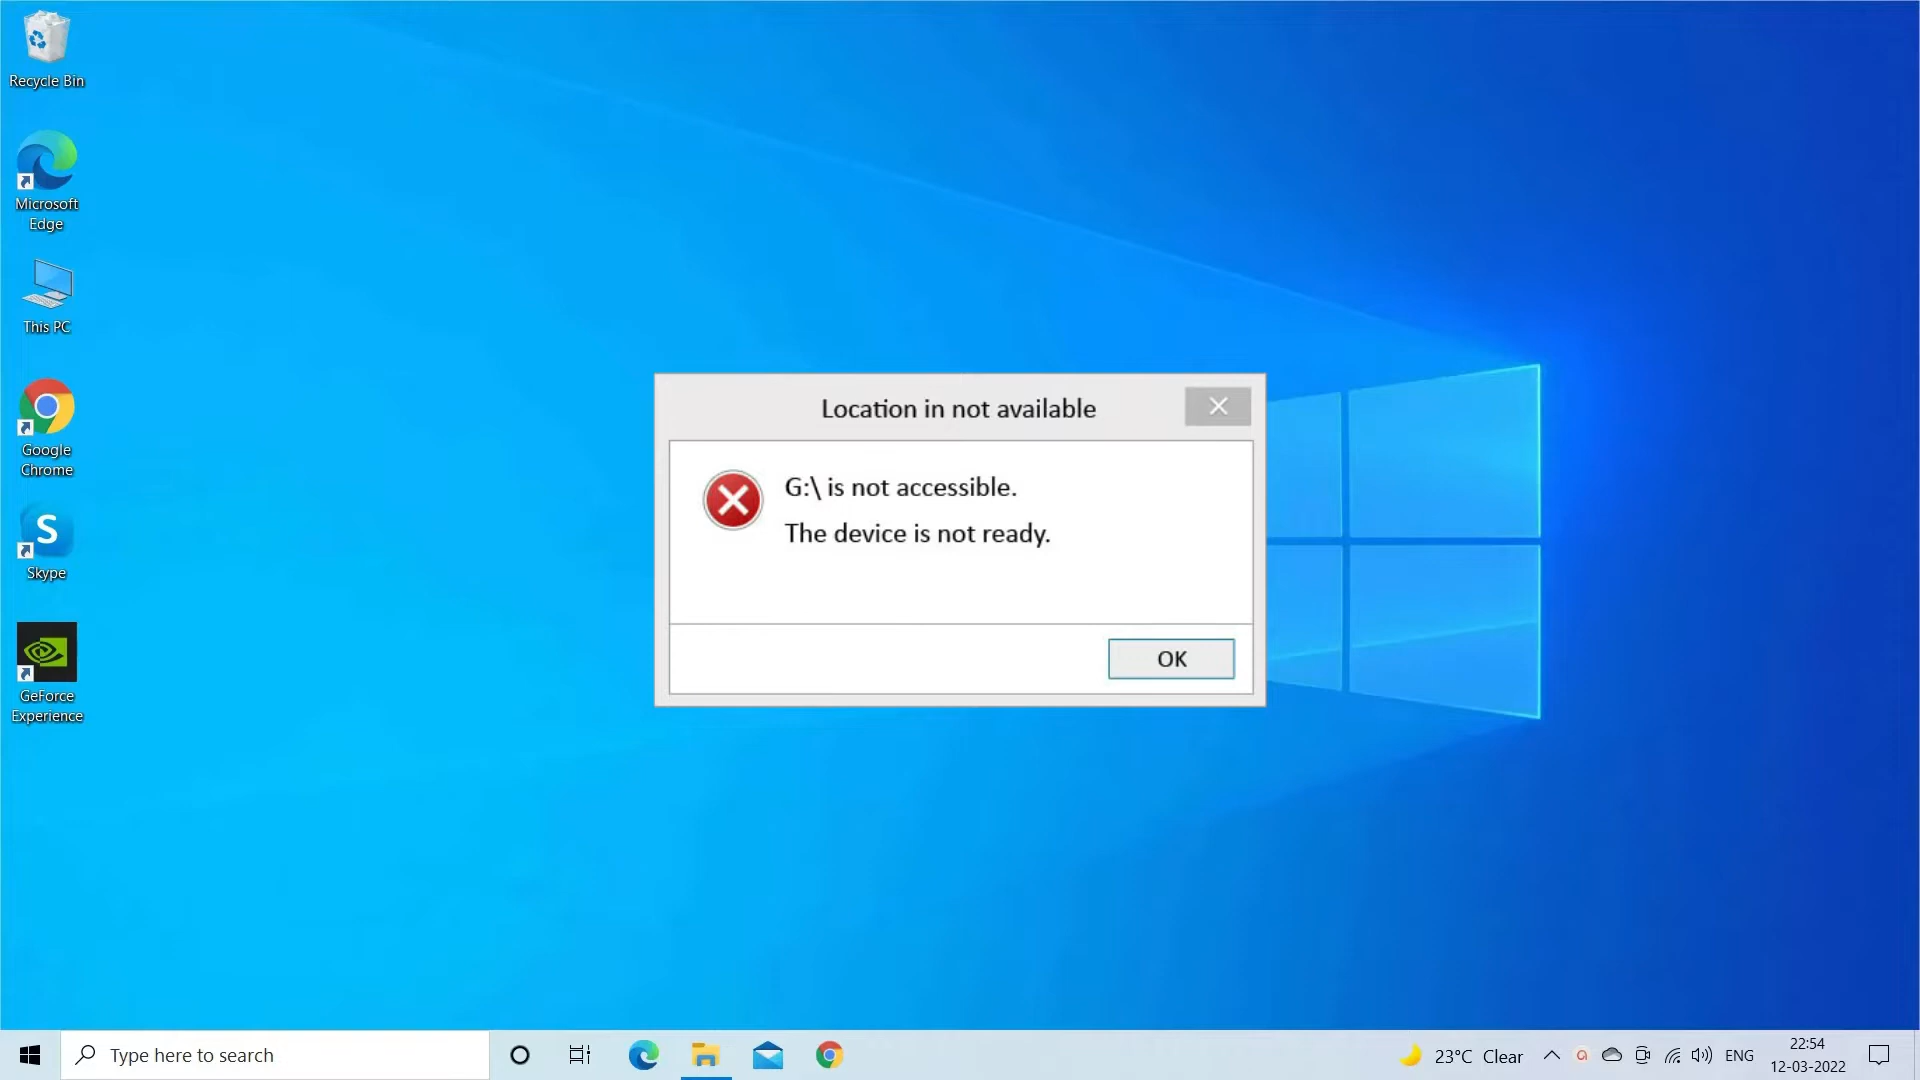 Recycle Bin
Microsoft
Edge
This PC
Google
Chrome
S
Skype
GeForce
Experience
Location in not available
G:\ is not accessible.
The device is not ready.
OK
Type here to search
23°C Clear
ENG
22:54
12-03-2022